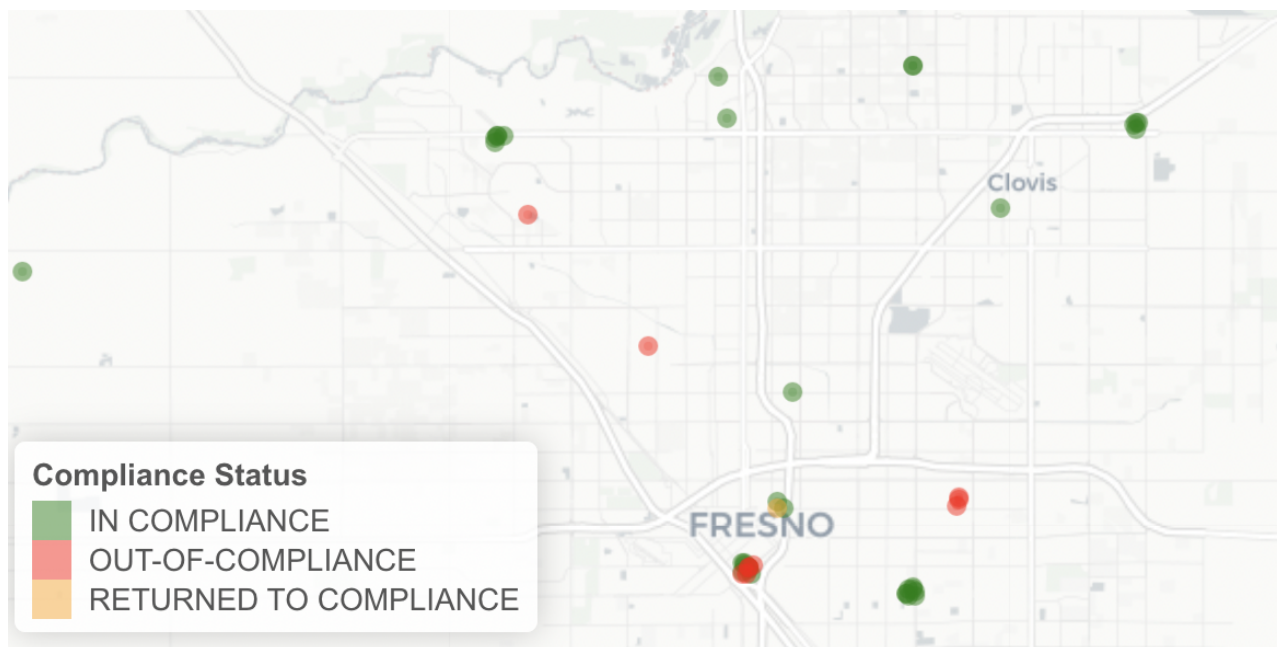 Clovis
FRESNO
Compliance Status
IN COMPLIANCE
OUT-OF-COMPLIANCE
RETURNED TO COMPLIANCE